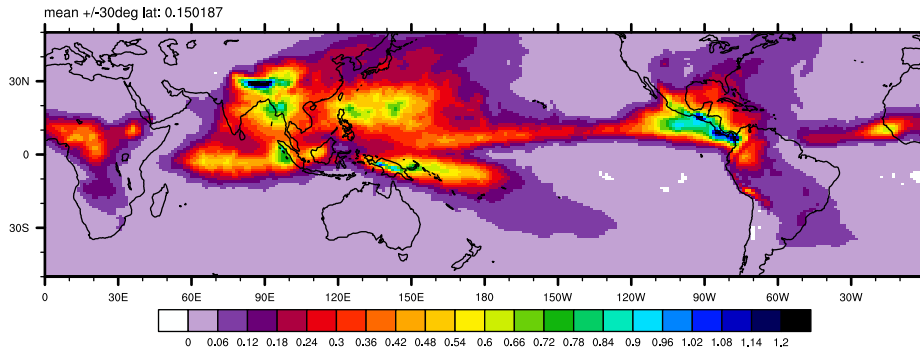 mean +/-30deg lat: 0.150187
30N
0
30S
0 30E 60E 90E 120E 150E 180 150W 120W 90W 60W 30W
0 0.06 0.12 0.18 0.24 0.3 0.36 0.42 0.48 0.54 0.6 0.66 0.72 0.78 0.84 0.9 0.96 1.02 1.08 1.14 1.2